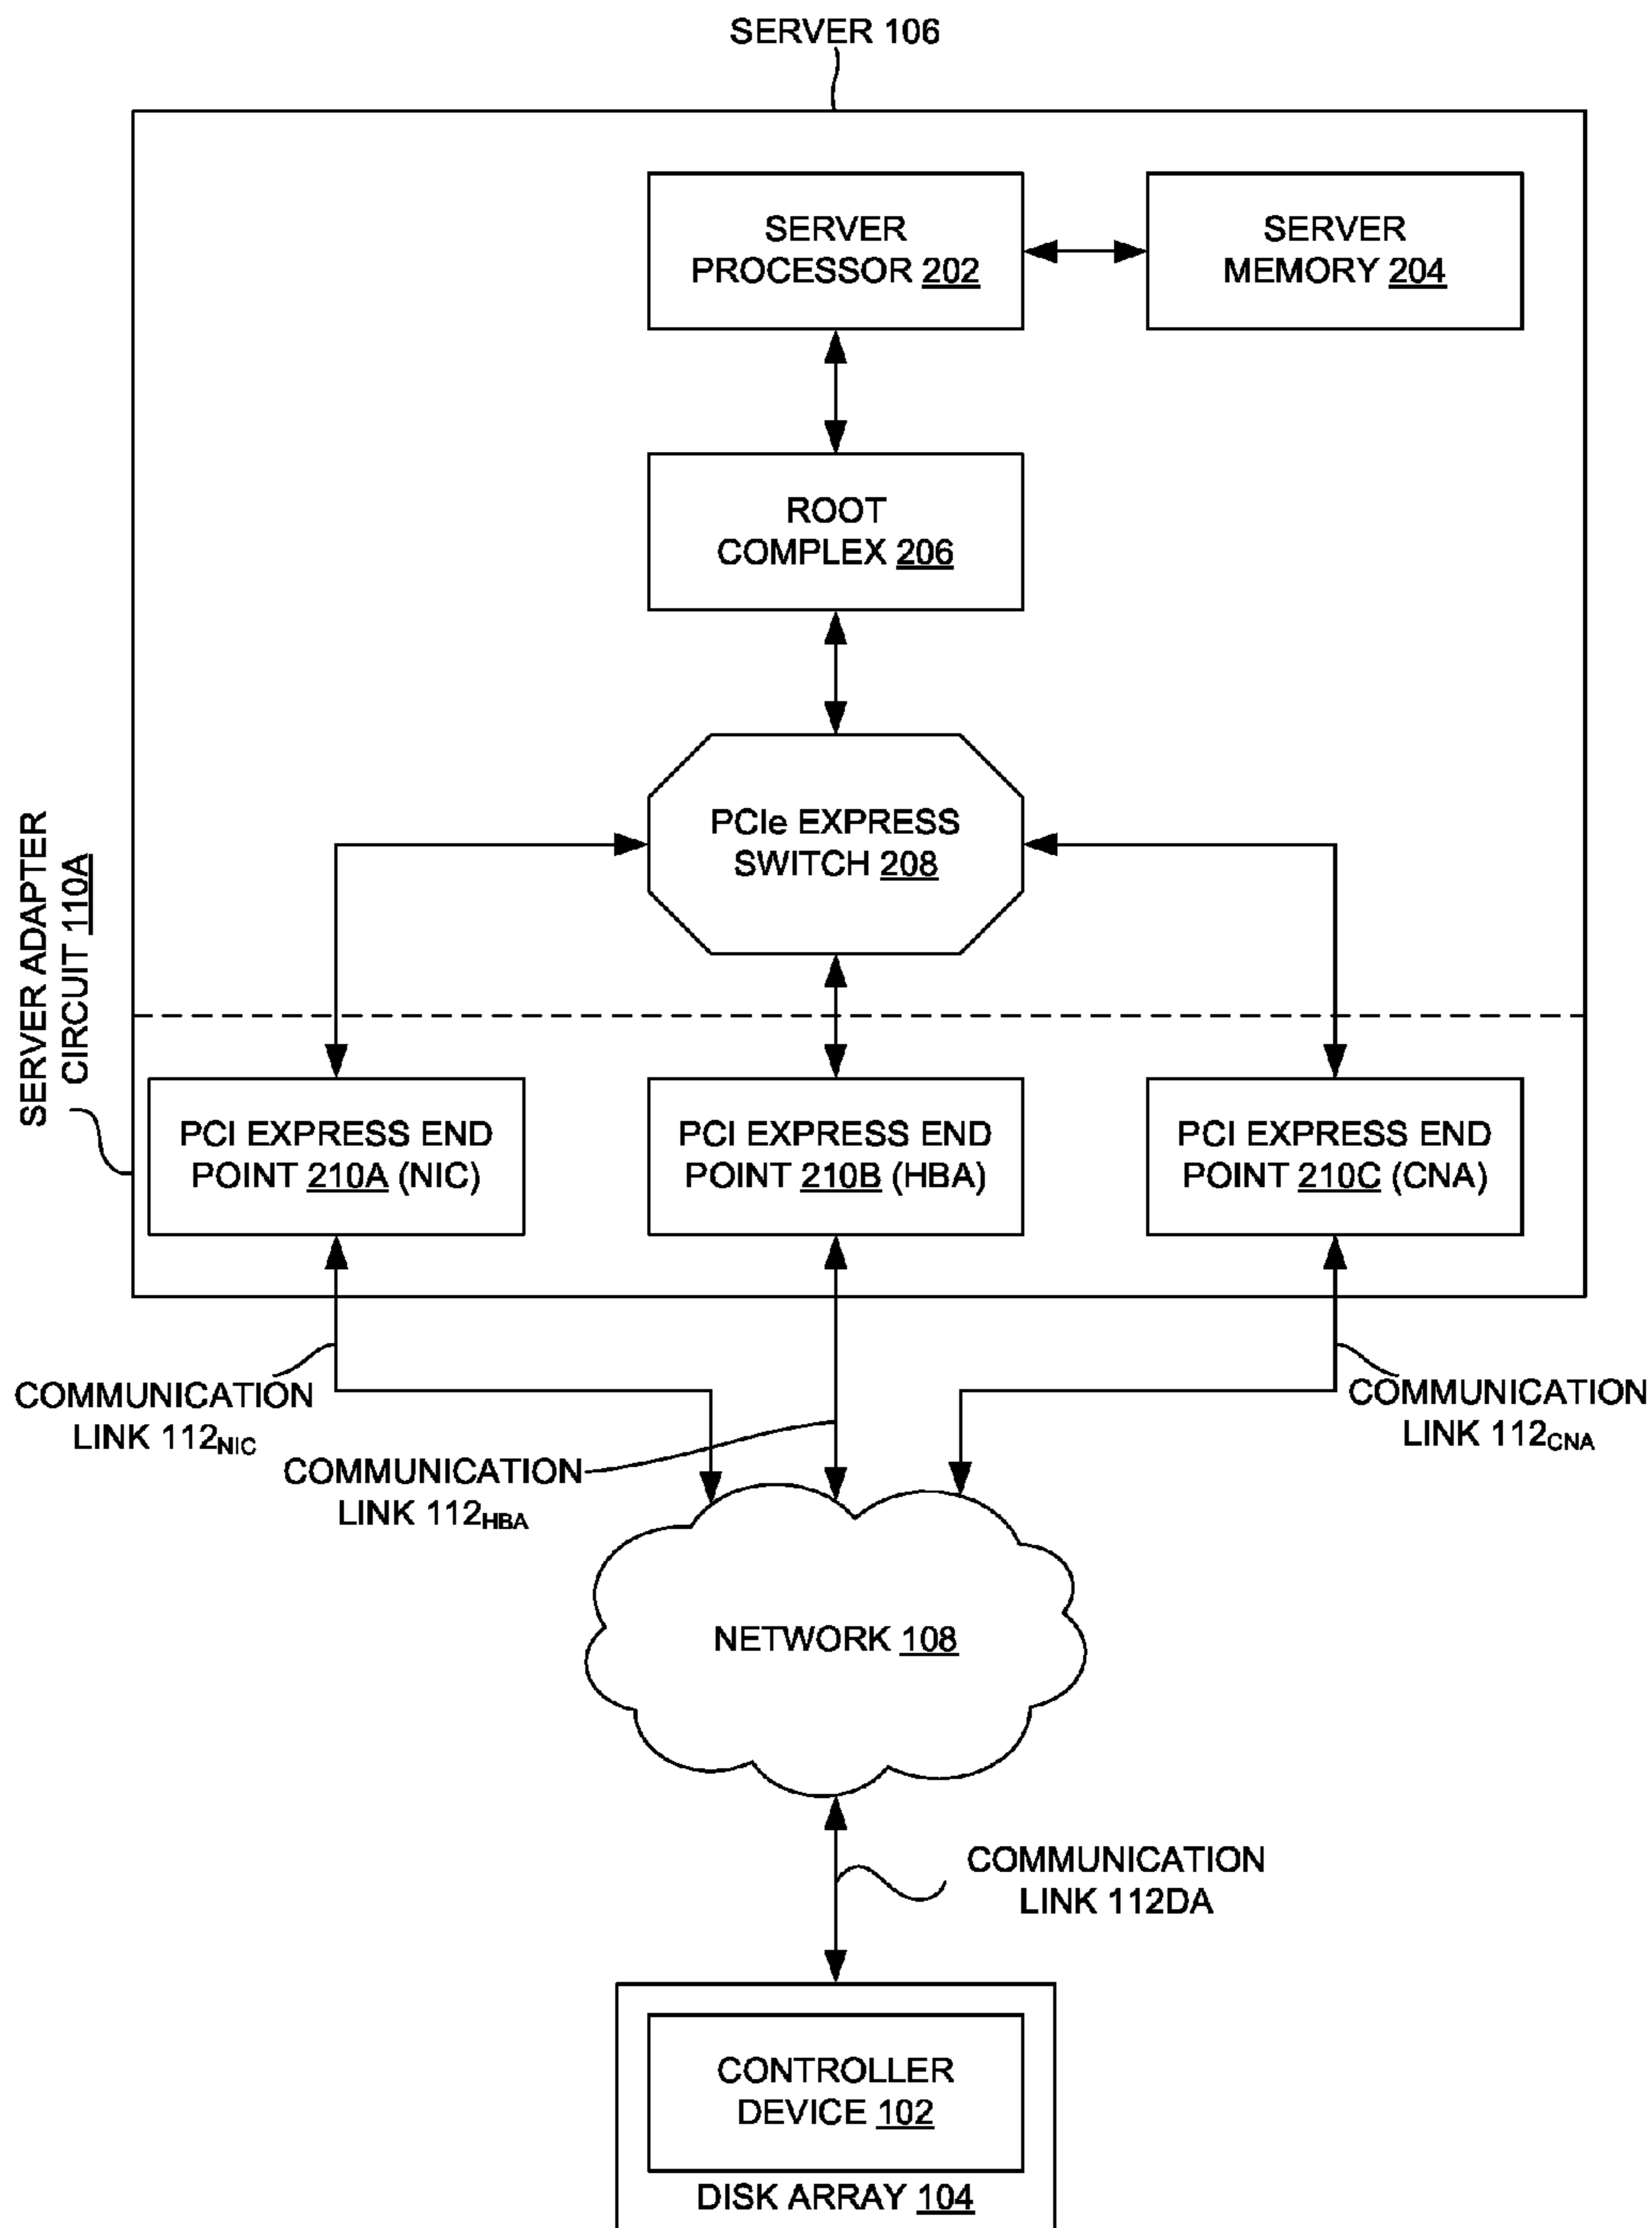 SERVER 106
SERVER
PROCESSOR 202
SERVER
MEMORY 204
ROOT
COMPLEX 206
PCIe EXPRESS
SWITCH 208
SERVER ADAPTER
CIRCUIT 110A
PCI EXPRESS END
POINT 210A (NIC)
PCI EXPRESS END
POINT 210B (HBA)
PCI EXPRESS END
POINT 210C (CNA)
COMMUNICATION
LINK 112NIC
COMMUNICATION
LINK 112HBA
COMMUNICATION
LINK 112CNA
NETWORK 108
COMMUNICATION
LINK 112DA
CONTROLLER
DEVICE 102
DISK ARRAY 104